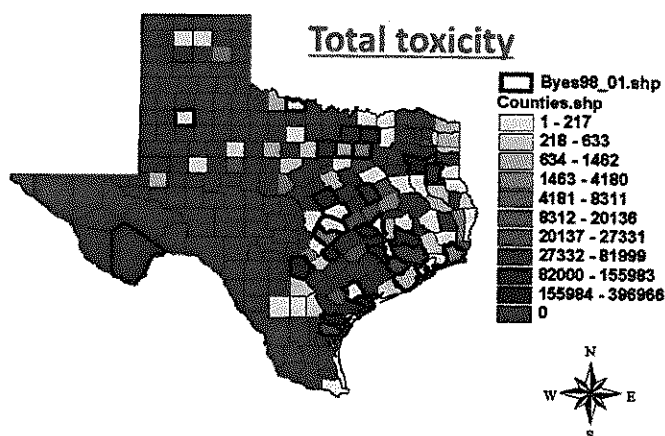 Total toxicity
Byes98_01.shp
Counties.shp
1 - 217
218 - 633
634 - 1462
1463 - 4180
4181 - 8311
8312 - 20136
20137 - 27331
27332 - 81999
82000 - 155983
155984 - 396966
0
N
W E
S